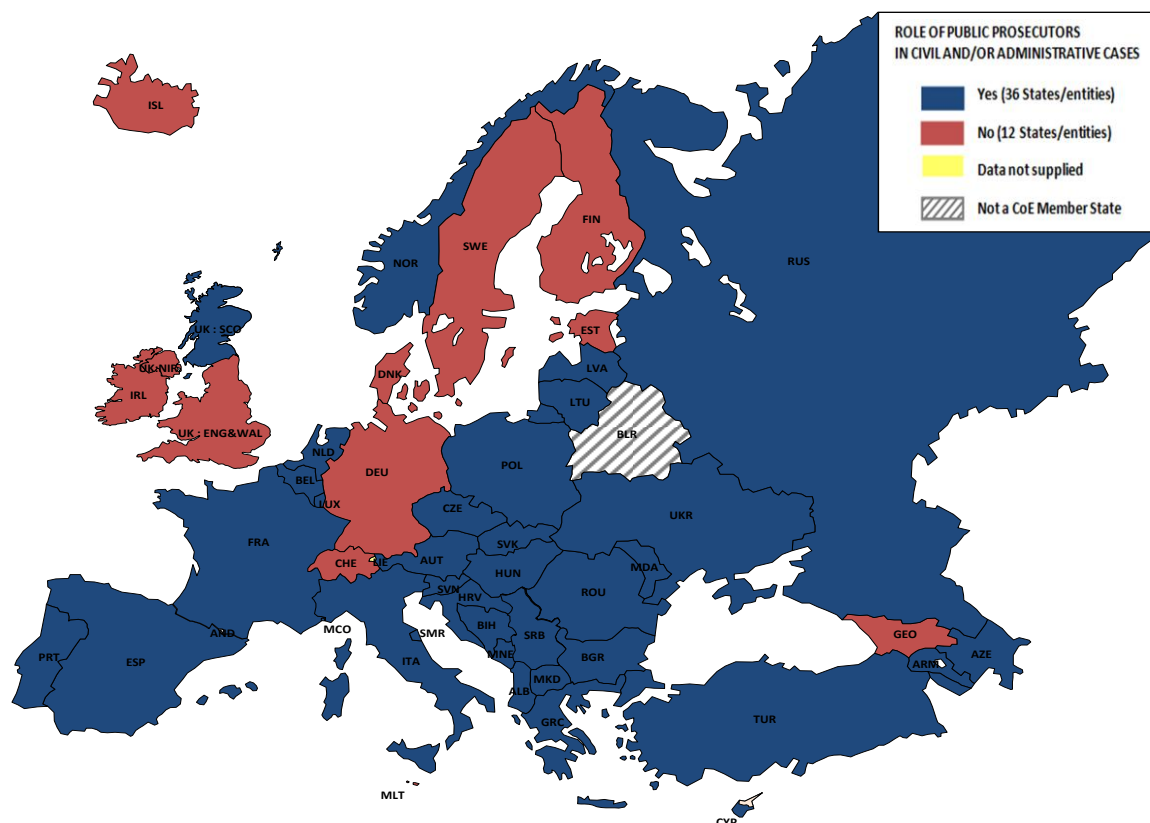 ROLE OF PUBLIC PROSECUTORS
IN CIVIL AND/OR ADMINISTRATIVE CASES
Yes (36 States/entities)
No (12 States/entities)
Data not supplied
Not a CoE Member State
ISL
FIN
SWE
NOR
RUS
UK : SCO
EST
UK:NIR
DNK
LVA
IRL
LTU
UK : ENG&WAL
BLR
NLD
POL
DEU
BEL
LUX
CZE
UKR
FRA
SVK
CHE
LIE
AUT
HUN
MDA
SVN
HRV
ROU
BIH
MCO
SMR
SRB
AND
GEO
PRT
ESP
ITA
MNE
BGR
AZE
ARM
MKD
ALB
GRC
TUR
MLT
CYP